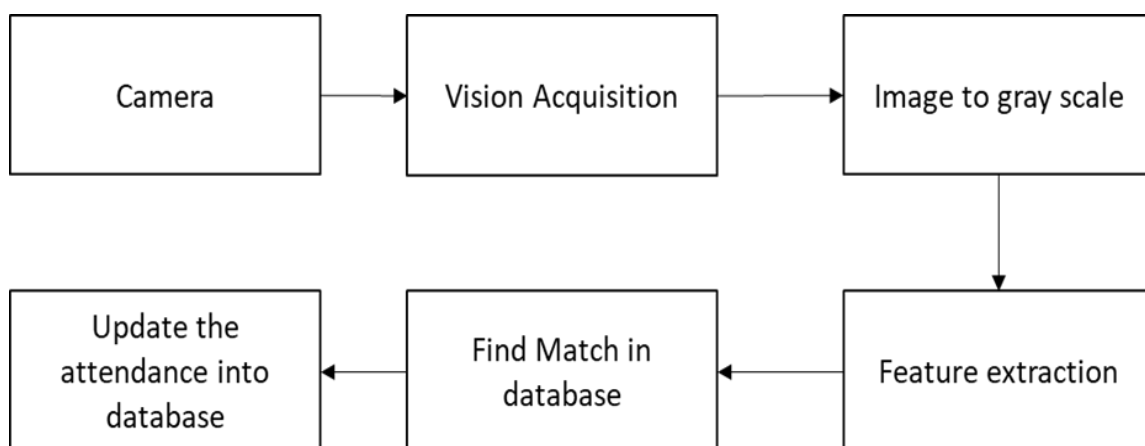 Camera
Vision Acquisition
Image to gray scale
Update the
attendance into
database
Find Match in
database
Feature extraction